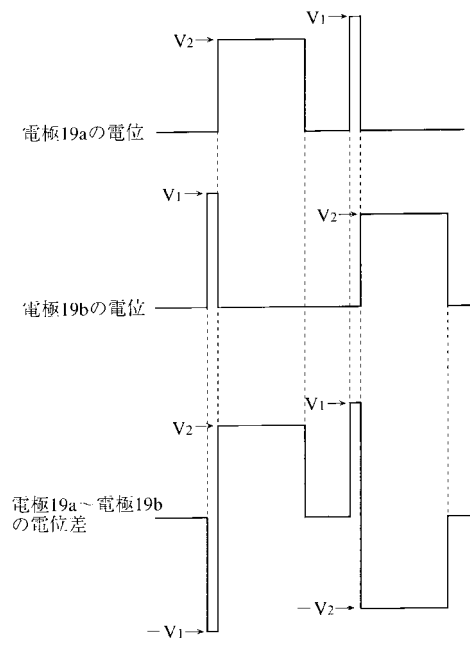 V1→
V2→
電極19aの電位
V1→
V2→
電極19bの電位
V1→
V2→
電極19a~電極19b
の電位差
−V2→
−V1→